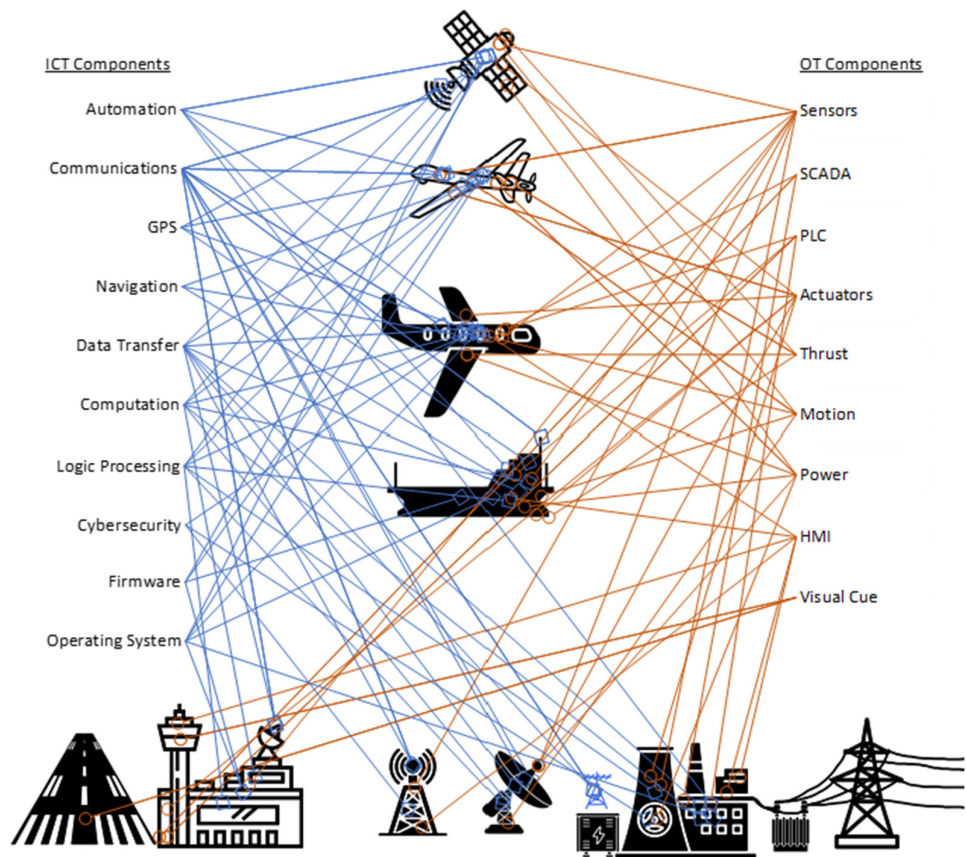 ICT Components
Automation
Communications
GPS
Navigation
Data Transfer
Computation
Logic Processing
Cybersecurity
Firmware
Operating System
OT Components
Sensors
SCADA
PLC
Actuators
Thrust
Motion
Power
HMI
Visual Cue